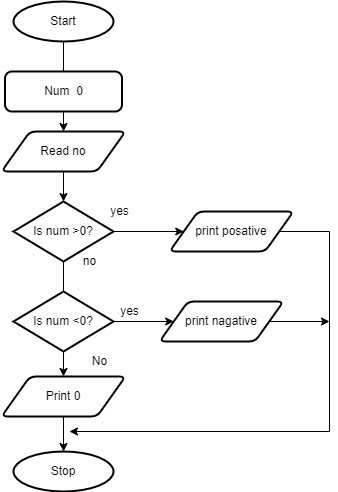 Start
Num  0
Read no
Is num >0?
yes
print posative
no
Is num <0?
yes
print nagative
No
Print 0
Stop